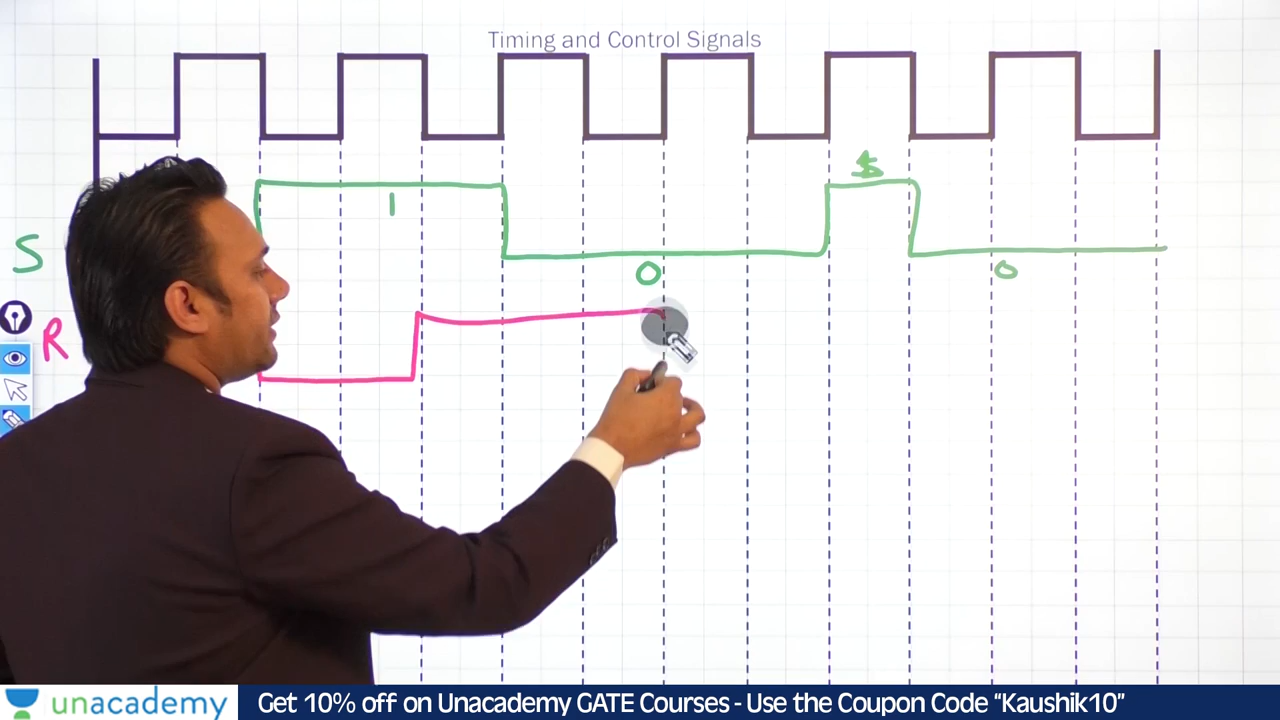 Timing and Control Signals
1
S
0
0
R
unacademy
Get 10% off on Unacademy GATE Courses - Use the Coupon Code “Kaushik10”